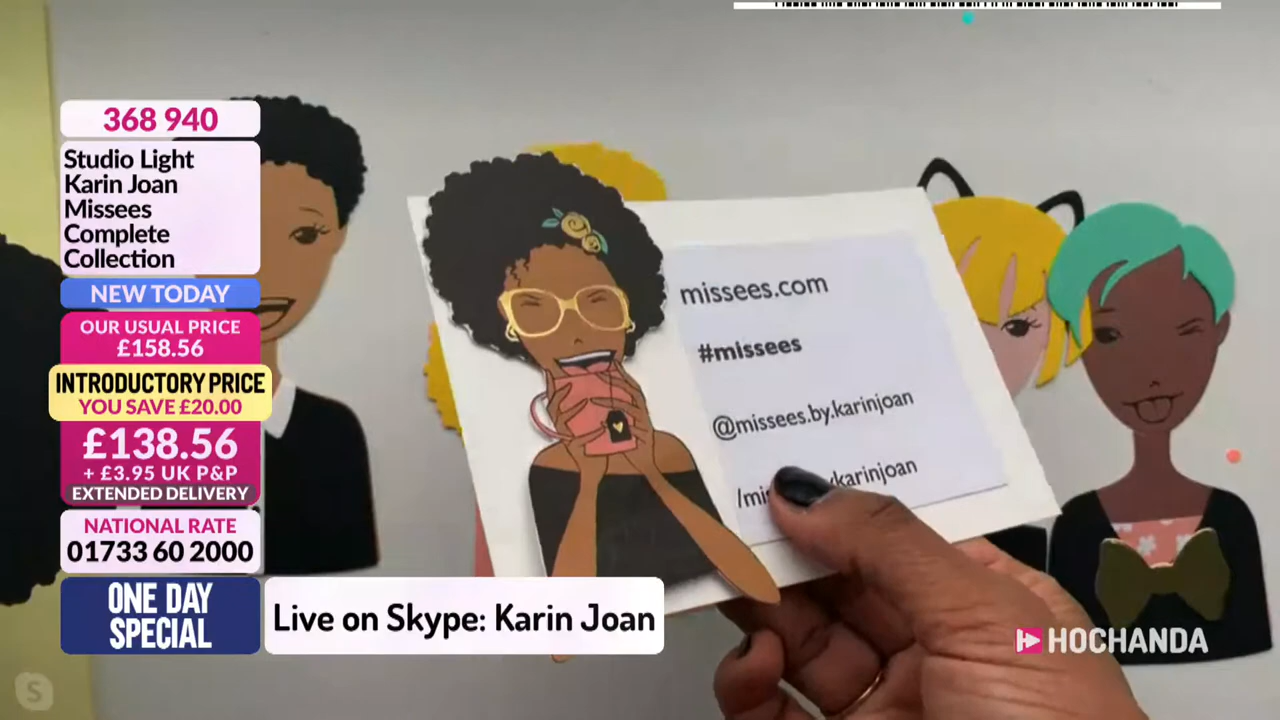 368 940
Studio Light
Karin Joan
Missees
Complete
Collection
NEW TODAY
OUR USUAL PRICE
£158.56
INTRODUCTORY PRICE
YOU SAVE £20.00
£138.56
+ £3.95 UK P&P
EXTENDED DELIVERY
NATIONAL RATE
01733 60 2000
ONE DAY
SPECIAL
Live on Skype: Karin Joan
missees.com
#missees
@missees.by.karinjoan
karinjoan
HOCHANDA
S